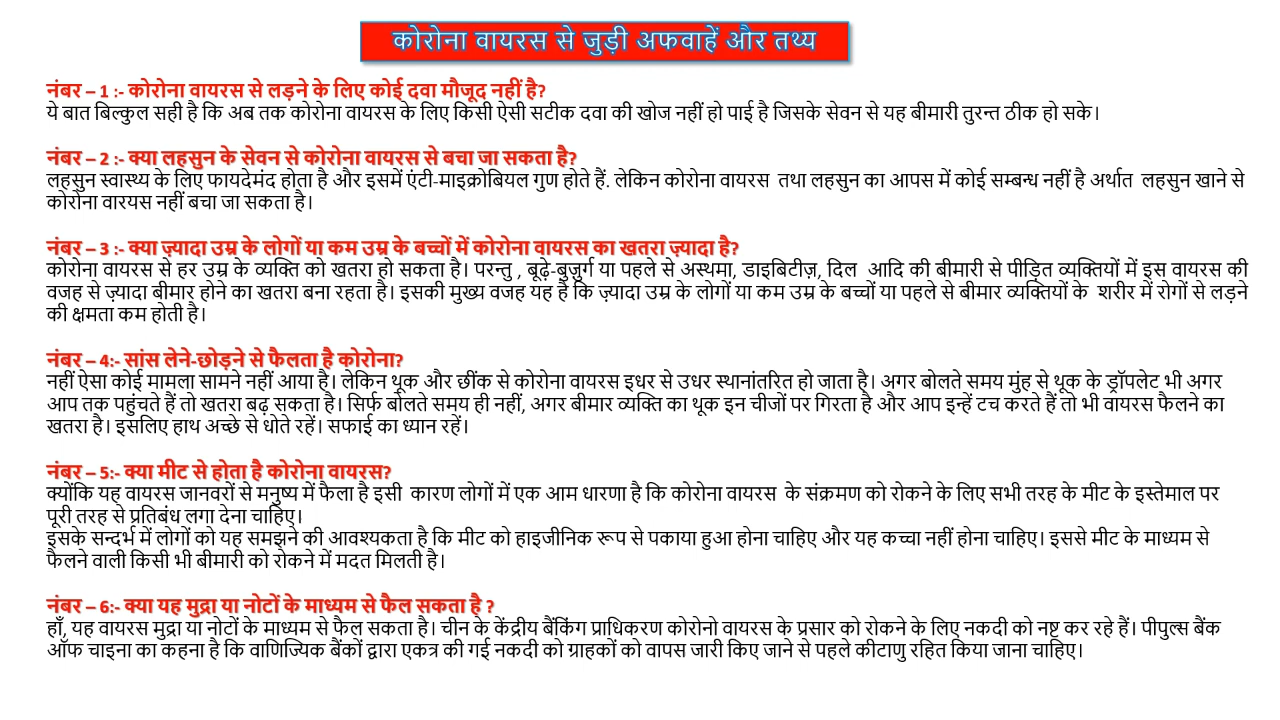 कोरोना वायरस से जुड़ी अफवाहें और तथ्य
नंबर – 1 :- कोरोना वायरस से लड़ने के लिए कोई दवा मौजूद नहीं है?
ये बात बिल्कुल सही है कि अब तक कोरोना वायरस के लिए किसी ऐसी सटीक दवा की खोज नहीं हो पाई है जिसके सेवन से यह बीमारी तुरन्त ठीक हो सके।
नंबर – 2 :- क्या लहसुन के सेवन से कोरोना वायरस से बचा जा सकता है?
लहसुन स्वास्थ्य के लिए फायदेमंद होता है और इसमें एंटी-माइक्रोबियल गुण होते हैं. लेकिन कोरोना वायरस तथा लहसुन का आपस में कोई सम्बन्ध नहीं है अर्थात लहसुन खाने से
कोरोना वारयस नहीं बचा जा सकता है।
नंबर – 3 :- क्या ज़्यादा उम्र के लोगों या कम उम्र के बच्चों में कोरोना वायरस का खतरा ज़्यादा है?
कोरोना वायरस से हर उम्र के व्यक्ति को खतरा हो सकता है। परन्तु , बूढ़े-बुज़ुर्ग या पहले से अस्थमा, डाइबिटीज़, दिल आदि की बीमारी से पीड़ित व्यक्तियों में इस वायरस की
वजह से ज़्यादा बीमार होने का खतरा बना रहता है। इसकी मुख्य वजह यह है कि ज़्यादा उम्र के लोगों या कम उम्र के बच्चों या पहले से बीमार व्यक्तियों के शरीर में रोगों से लड़ने
की क्षमता कम होती है।
नंबर – 4:- सांस लेने-छोड़ने से फैलता है कोरोना?
नहीं ऐसा कोई मामला सामने नहीं आया है। लेकिन थूक और छींक से कोरोना वायरस इधर से उधर स्थानांतरित हो जाता है। अगर बोलते समय मुंह से थूक के ड्रॉपलेट भी अगर
आप तक पहुंचते हैं तो खतरा बढ़ सकता है। सिर्फ बोलते समय ही नहीं, अगर बीमार व्यक्ति का थूक इन चीजों पर गिरता है और आप इन्हें टच करते हैं तो भी वायरस फैलने का
खतरा है। इसलिए हाथ अच्छे से धोते रहें। सफाई का ध्यान रहें।
नंबर – 5:- क्या मीट से होता है कोरोना वायरस?
क्योंकि यह वायरस जानवरों से मनुष्य में फैला है इसी कारण लोगों में एक आम धारणा है कि कोरोना वायरस के संक्रमण को रोकने के लिए सभी तरह के मीट के इस्तेमाल पर
पूरी तरह से प्रतिबंध लगा देना चाहिए।
इसके सन्दर्भ में लोगों को यह समझने की आवश्यकता है कि मीट को हाइजीनिक रूप से पकाया हुआ होना चाहिए और यह कच्चा नहीं होना चाहिए। इससे मीट के माध्यम से
फैलने वाली किसी भी बीमारी को रोकने में मदत मिलती है।
नंबर – 6:- क्या यह मुद्रा या नोटों के माध्यम से फैल सकता है ?
हाँ, यह वायरस मुद्रा या नोटों के माध्यम से फैल सकता है। चीन के केंद्रीय बैंकिंग प्राधिकरण कोरोनो वायरस के प्रसार को रोकने के लिए नकदी को नष्ट कर रहे हैं। पीपुल्स बैंक
ऑफ चाइना का कहना है कि वाणिज्यिक बैंकों द्वारा एकत्र की गई नकदी को ग्राहकों को वापस जारी किए जाने से पहले कीटाणु रहित किया जाना चाहिए।